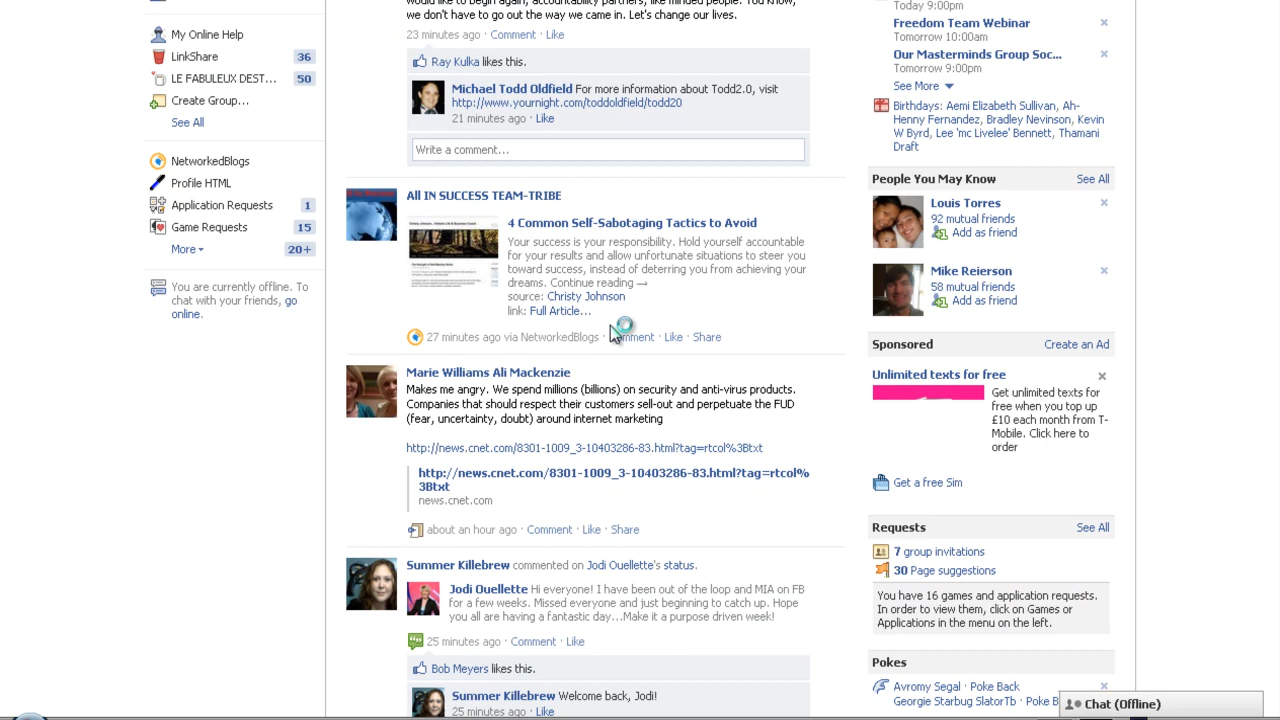 My Online Help
LinkShare 36
LE FABULEUX DEST... 50
Create Group...
See All
NetworkedBlogs
Profile HTML
Application Requests 1
Game Requests 15
More 20+
You are currently offline. To
chat with your friends, go
online.
would like to begin again, accountability partners, like minded people. You know,
we don't have to go out the way we came in. Let's change our lives.
23 minutes ago · Comment · Like
Ray Kulka likes this.
Michael Todd Oldfield For more information about Todd2.0, visit
http://www.yournight.com/toddoldfield/todd20
21 minutes ago · Like
Write a comment...
All IN SUCCESS TEAM-TRIBE
4 Common Self-Sabotaging Tactics to Avoid
Your success is your responsibility. Hold yourself accountable
for your results and allow unfortunate situations to steer you
toward success instead of deterring you from achieving your
dreams. Continue reading →
source: Christy Johnson
link: Full Article...
27 minutes ago via NetworkedBlogs · Comment · Like · Share
Marie Williams Ali Mackenzie
Makes me angry. We spend millions (billions) on security and anti-virus products.
Companies that should respect their customers sell-out and perpetuate the FUD
(fear, uncertainty, doubt) around internet marketing
http://news.cnet.com/8301-1009_3-10403286-83.html?tag=rtcol%3Btxt
http://news.cnet.com/8301-1009_3-10403286-83.html?tag=rtcol%
3Btxt
news.cnet.com
about an hour ago · Comment · Like · Share
Summer Killebrew commented on Jodi Ouellette's status.
Jodi Ouellette Hi everyone! I have been out of the loop and MIA on FB
for a few weeks. Missed everyone and just beginning to catch up. Hope
you all are having a fantastic day...Make it a purpose driven week!
25 minutes ago · Comment · Like
Bob Meyers likes this.
Summer Killebrew Welcome back, Jodi!
25 minutes ago · Like
Today 9:00pm
Freedom Team Webinar
Tomorrow 10:00am
Our Masterminds Group Soc...
Tomorrow 9:00pm
See More
Birthdays: Aemi Elizabeth Sullivan, Ah-
Henny Fernandez, Bradley Nevinson, Kevin
W Byrd, Lee 'mc Livelee' Bennett, Thamani
Draft
People You May Know See All
Louis Torres
92 mutual friends
Add as friend
Mike Reierson
58 mutual friends
Add as friend
Sponsored Create an Ad
Unlimited texts for free
Get unlimited texts
for free when you top up
£10 each month from T-
Mobile. Click here to
order
Get a free Sim
Requests See All
7 group invitations
30 Page suggestions
You have 16 games and application requests.
In order to view them, click on Games or
Applications in the menu on the left.
Pokes
Avromy Segal · Poke Back
Georgie Starbug SlatorTb · Poke B
Chat (Offline)